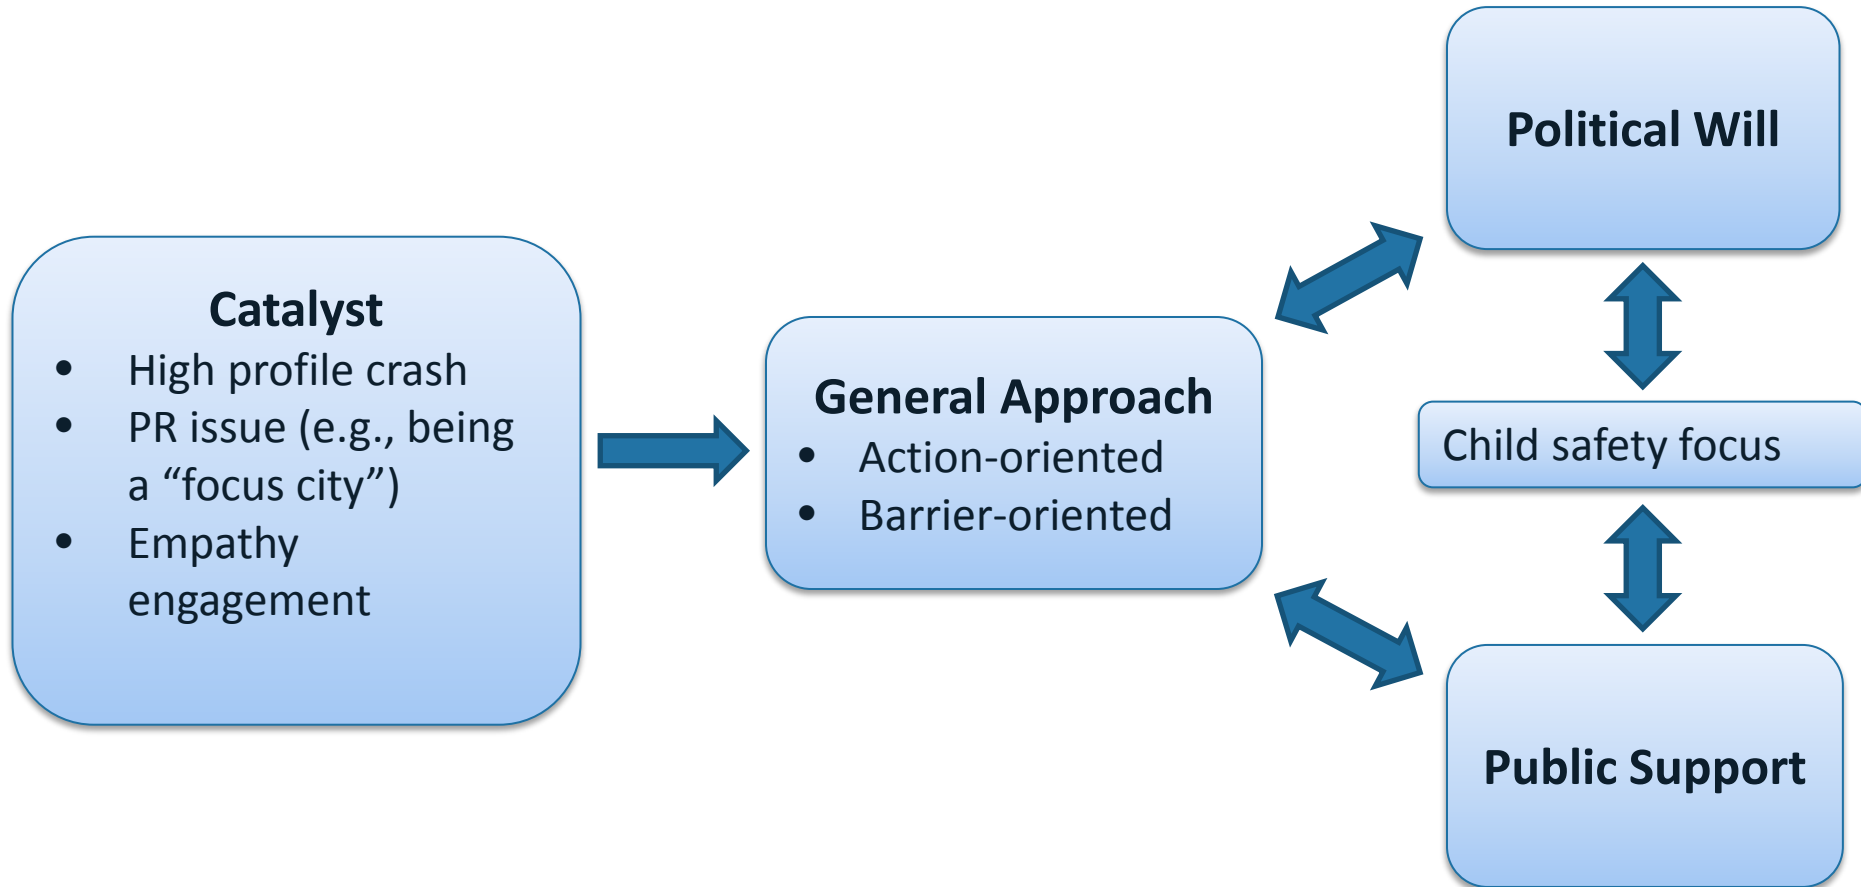 Catalyst
• High profile crash
• PR issue (e.g., being
a “focus city”)
• Empathy
engagement
General Approach
• Action-oriented
• Barrier-oriented
Political Will
Child safety focus
Public Support